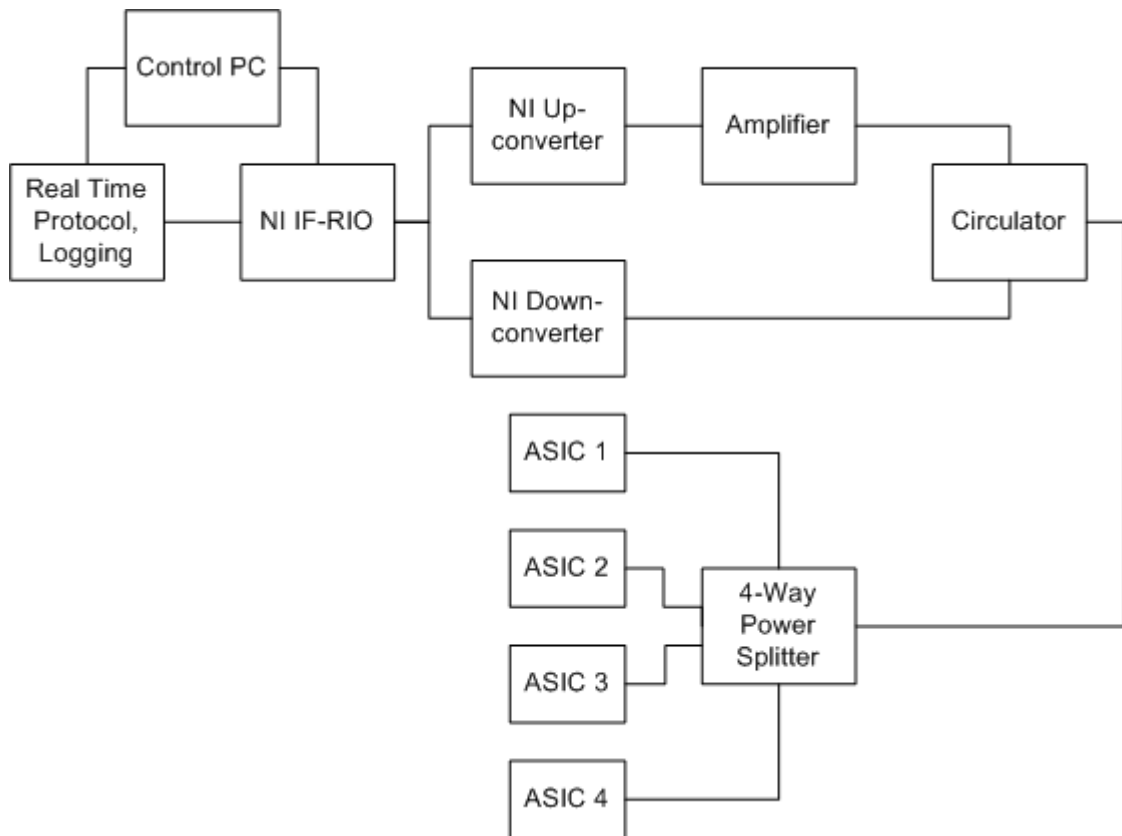 Control PC
Real Time
Protocol,
Logging
NI IF-RIO
NI Up-
converter
Amplifier
Circulator
NI Down-
converter
ASIC 1
ASIC 2
ASIC 3
ASIC 4
4-Way
Power
Splitter